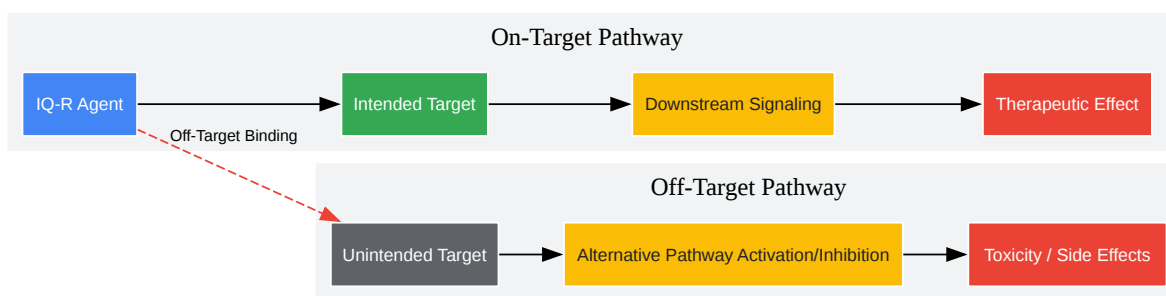 On-Target Pathway
IQ-R Agent
Intended Target
Downstream Signaling
Therapeutic Effect
Off-Target Binding
Off-Target Pathway
Unintended Target
Alternative Pathway Activation/Inhibition
Toxicity / Side Effects